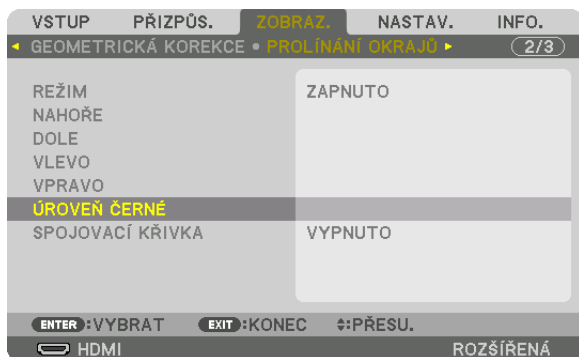 VSTUP PŘIZPŮS. ZOBRAZ. NASTAV. INFO.
GEOMETRICKÁ KOREKCE • PROLÍNÁNÍ OKRAJŮ 2/3
REŽIM ZAPNUTO
NAHOŘE
DOLE
VLEVO
VPRAVO
ÚROVEŇ ČERNÉ
SPOJOVACÍ KŘIVKA VYPNUTO
ENTER :VYBRAT EXIT :KONEC :PŘESU.
HDMI ROZŠÍŘENÁ